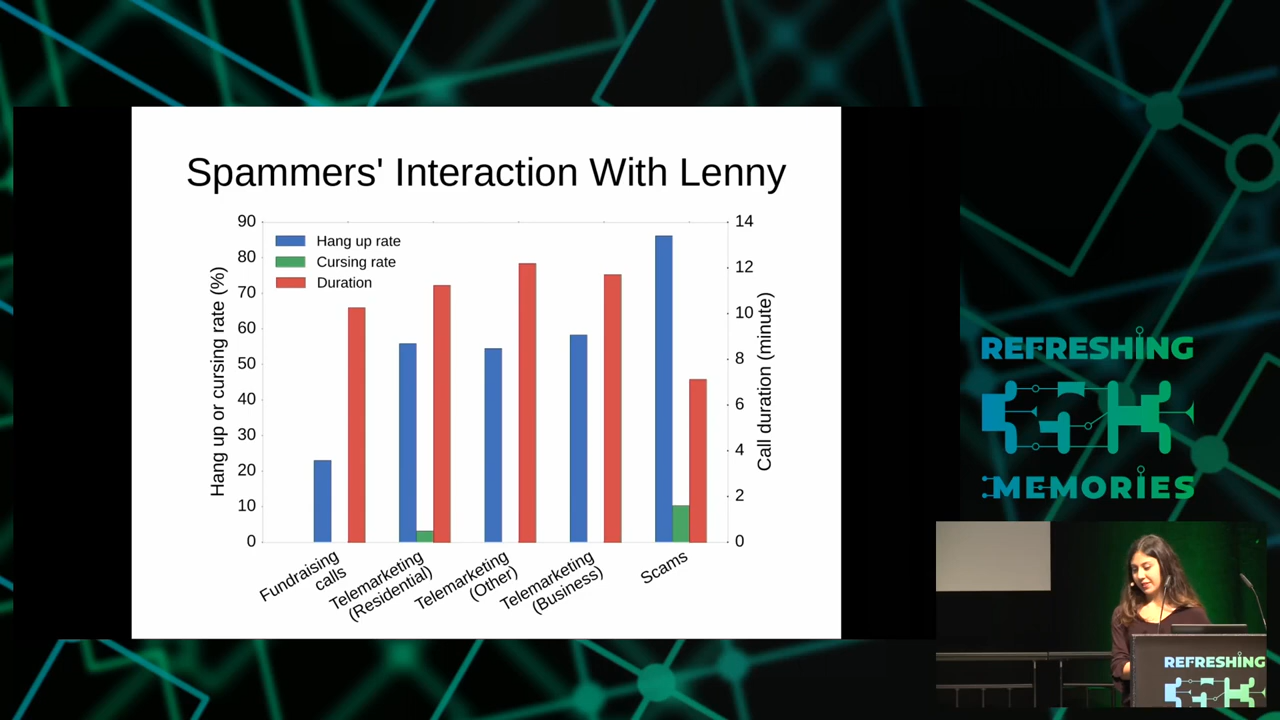 Spammers' Interaction With Lenny
Hang up rate
Cursing rate
Duration
Hang up or cursing rate (%)
90
80
70
60
50
40
30
20
10
0
Call duration (minute)
14
12
10
8
6
4
2
0
Fundraising
calls
Telemarketing
(Residential)
Telemarketing
(Other)
Telemarketing
(Business)
Scams
REFRESHING
MEMORIES
REFRESHING